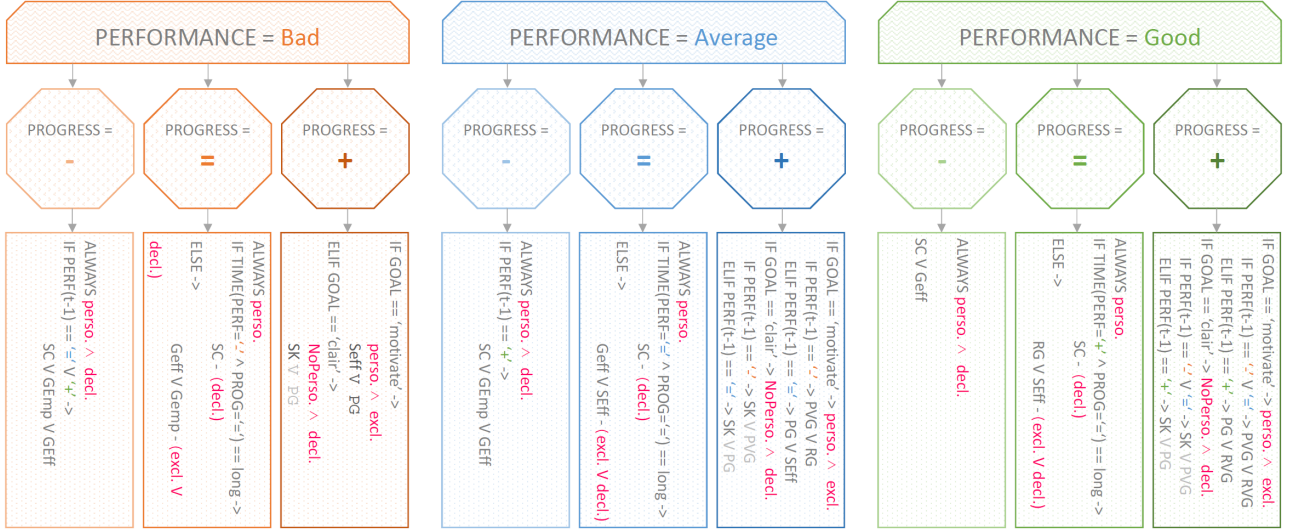 PERFORMANCE = Bad
PROGRESS =
-
PROGRESS =
=
PROGRESS =
+
ALWAYS perso. ^ decl.
IF PERF(t-1) == ‘=‘ V ‘+’ ->
SC V GEmp V GEff
ALWAYS perso.
IF TIME(PERF=‘-’ ^ PROG=‘=’) == long ->
SC - (decl.)
ELSE ->
Geff V Gemp - (excl. V
decl.)
IF GOAL == ‘motivate’ ->
perso. ^ excl.
Seff V PG
ELIF GOAL == ‘clair’ ->
NoPerso. ^ decl.
SK V PG
PERFORMANCE = Average
PROGRESS =
-
PROGRESS =
=
PROGRESS =
+
ALWAYS perso. ^ decl.
IF PERF(t-1) == ‘+’ ->
SC V GEmp V GEff
ALWAYS perso.
IF TIME(PERF=‘=’ ^ PROG=‘=’) == long ->
SC - (decl.)
ELSE ->
Geff V SEff - (excl. V decl.)
IF GOAL == ‘motivate’ -> perso. ^ excl.
IF PERF(t-1) == ‘-’ -> PVG V RG
ELIF PERF(t-1) == ‘=’ -> PG V SEff
IF GOAL == ‘clair’ -> NoPerso. ^ decl.
IF PERF(t-1) == ‘-’ -> SK V PVG
ELIF PERF(t-1) == ‘=’ -> SK V PG
PERFORMANCE = Good
PROGRESS =
-
PROGRESS =
=
PROGRESS =
+
ALWAYS perso. ^ decl.
SC V Geff
ALWAYS perso.
IF TIME(PERF=‘+’ ^ PROG=‘=’) == long ->
SC - (decl.)
ELSE ->
RG V SEff - (excl. V decl.)
IF GOAL == ‘motivate’ -> perso. ^ excl.
IF PERF(t-1) == ‘-’ V ‘=’ -> PVG V RVG
ELIF PERF(t-1) == ‘+’ -> PG V RVG
IF GOAL == ‘clair’ -> NoPerso. ^ decl.
IF PERF(t-1) == ‘-’ V ‘=’ -> SK V PVG
ELIF PERF(t-1) == ‘+’ -> SK V PG